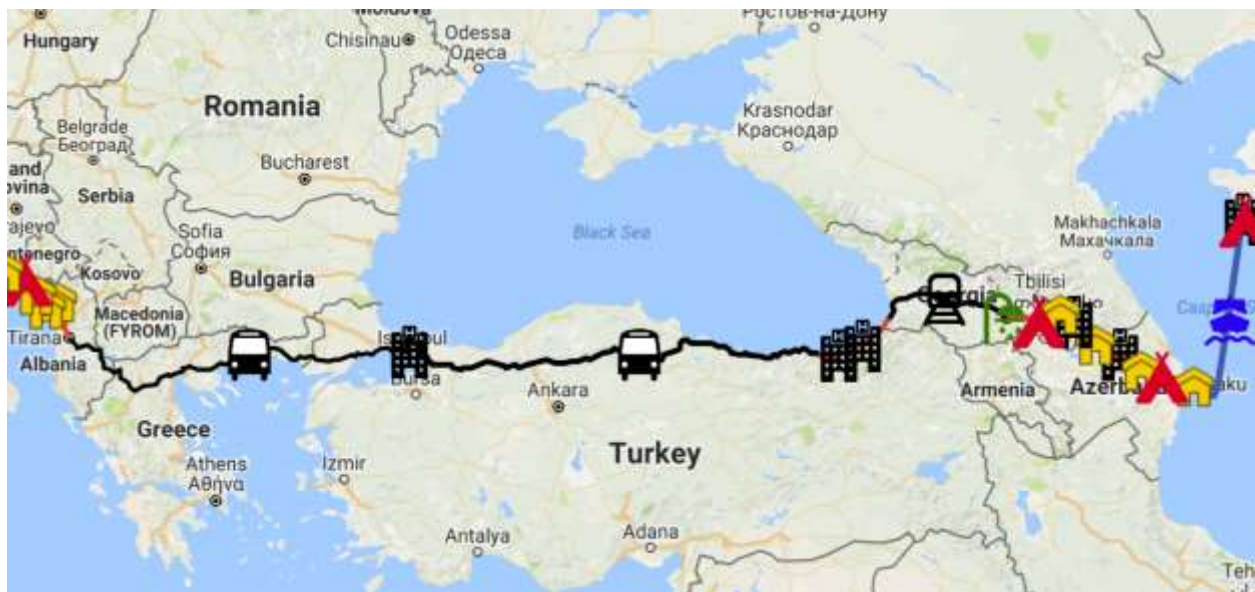 Hungary
Moldova
Chisinau
Odessa
Одеса
Ростов-на-Дону
Romania
Krasnodar
Краснодар
Belgrade
Београд
Bucharest
Serbia
Black Sea
Makhachkala
Махачкала
Sofia
София
Kosovo
Bulgaria
Tbilisi
Macedonia
(FYROM)
Tirana
Albania
Bursa
Ankara
Armenia
Greece
Turkey
Athens
Αθήνα
Izmir
Antalya
Adana